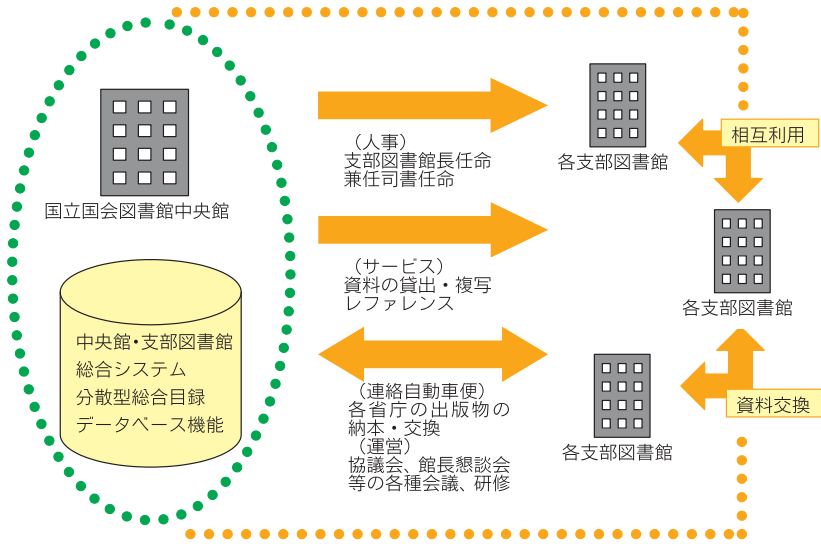 国立国会図書館中央館
中央館・支部図書館
総合システム
分散型総合目録
データベース機能
（人事）
支部図書館長任命
兼任司書任命
（サービス）
資料の貸出・複写
レファレンス
（連絡自動車便）
各省庁の出版物の
納本・交換
（運営）
協議会、館長懇談会
等の各種会議、研修
各支部図書館
相互利用
各支部図書館
資料交換
各支部図書館